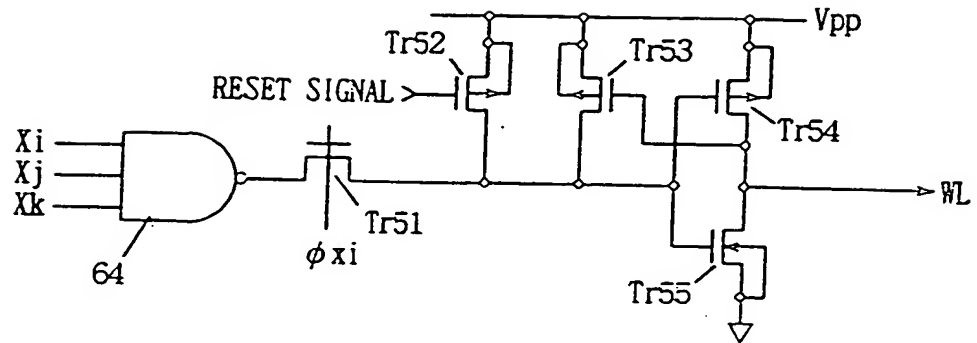 Vpp
Tr52
Tr53
RESET SIGNAL
Tr54
Xi
Xj
Xk
WL
Tr51
64
φxi
Tr55